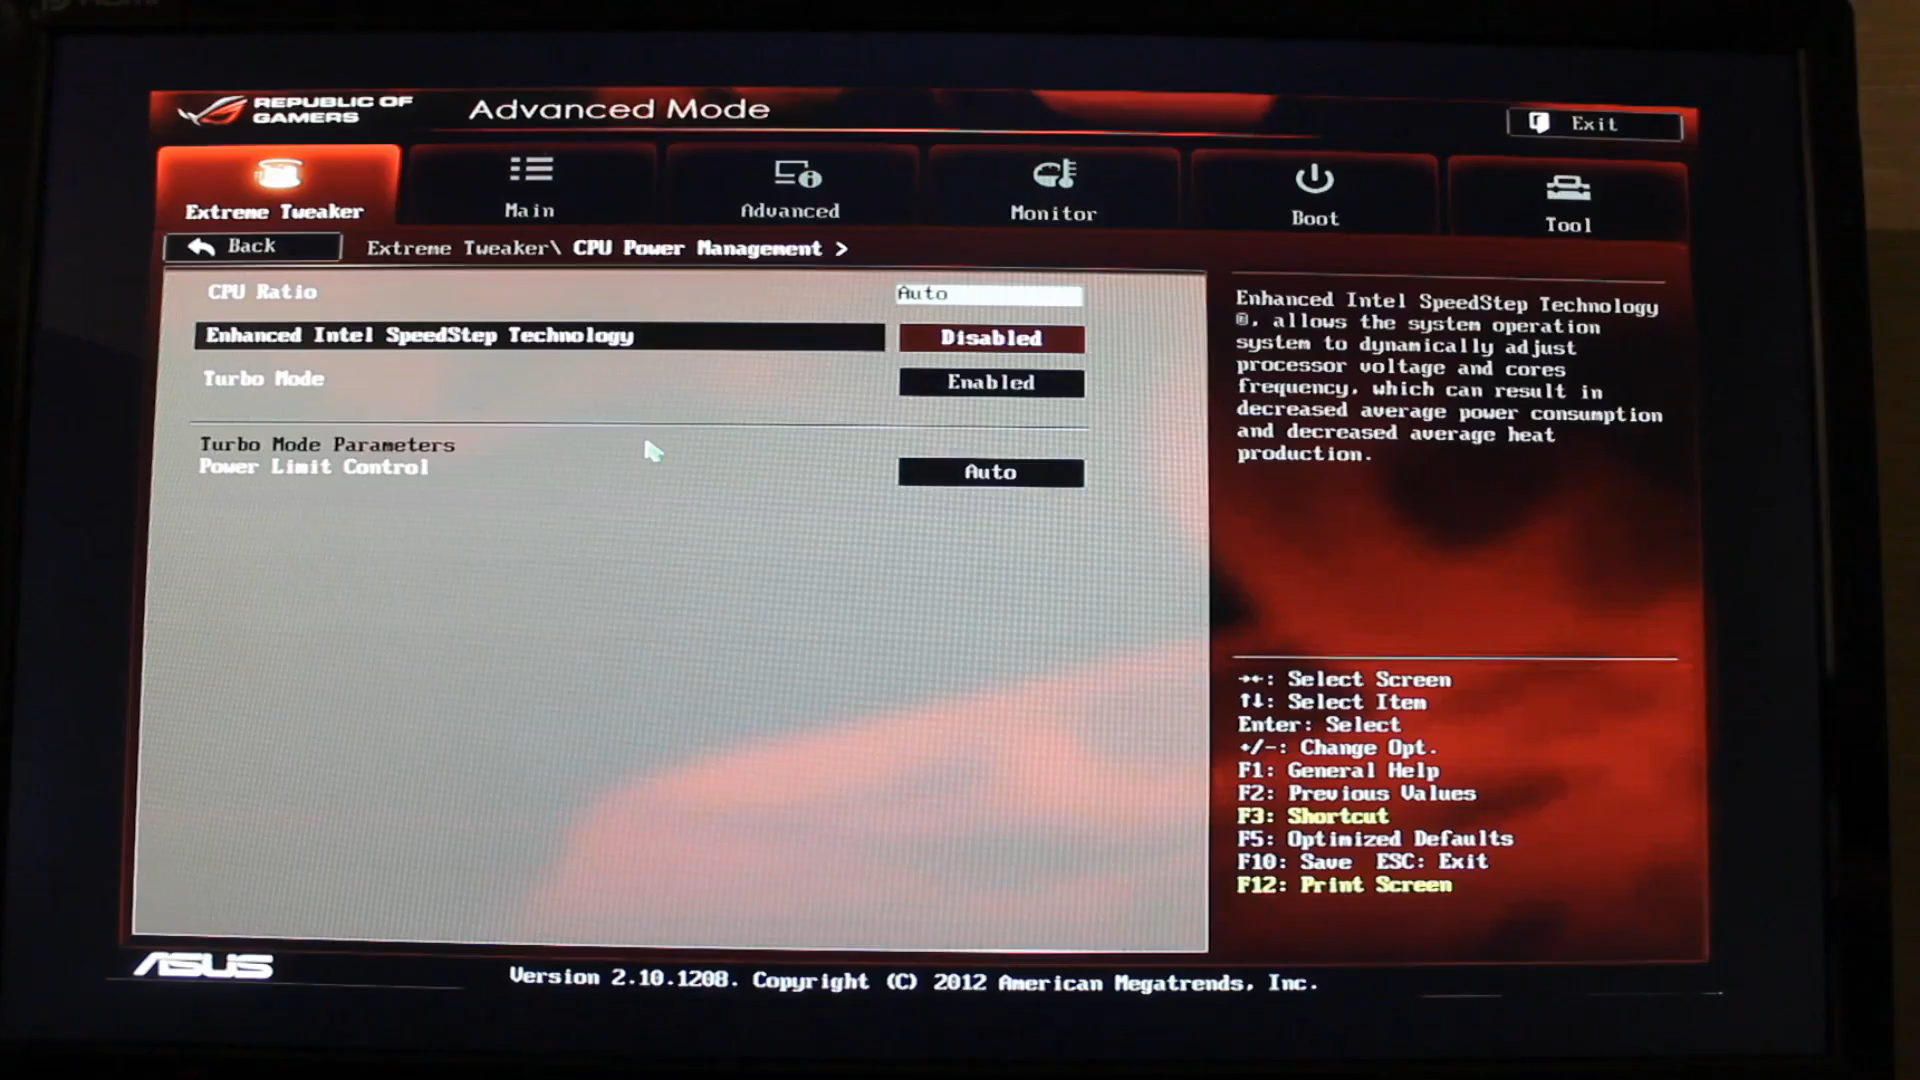 REPUBLIC OF
GAMERS
Advanced Mode
Exit
Extreme Tweaker
Main
Advanced
Monitor
Boot
Tool
Back
Extreme Tweaker\ CPU Power Management >
CPU Ratio
Auto
Enhanced Intel SpeedStep Technology
Disabled
Turbo Mode
Enabled
Turbo Mode Parameters
Power Limit Control
Auto
Enhanced Intel SpeedStep Technology
®, allows the system operation
system to dynamically adjust
processor voltage and cores
frequency, which can result in
decreased average power consumption
and decreased average heat
production.
→←: Select Screen
↑↓: Select Item
Enter: Select
+/-: Change Opt.
F1: General Help
F2: Previous Values
F3: Shortcut
F5: Optimized Defaults
F10: Save ESC: Exit
F12: Print Screen
ASUS
Version 2.10.1208. Copyright (C) 2012 American Megatrends, Inc.